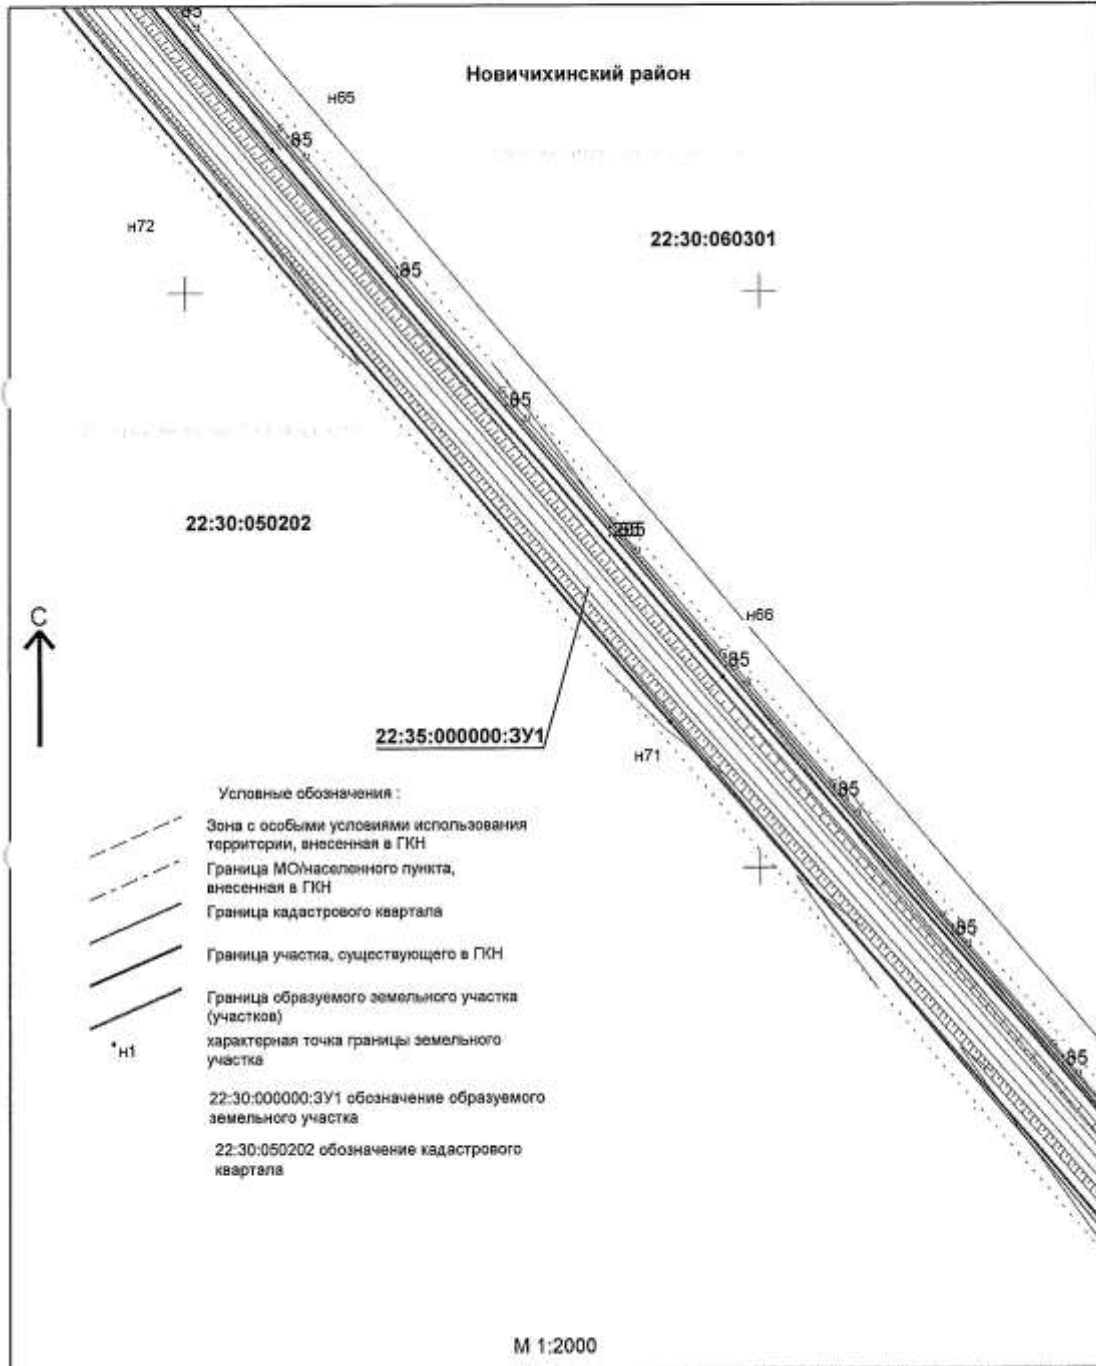 :85
Новичихинский район
н65
:85
н72
22:30:060301
:85
:85
22:30:050202
С
н66
:85
22:35:000000:ЗУ1
н71
Условные обозначения :
:85
Зона с особыми условиями использования
территории, внесенная в ГКН
Граница МО/населенного пункта,
внесенная в ГКН
Граница кадастрового квартала
:85
Граница участка, существующего в ГКН
Граница образуемого земельного участка
(участков)
н1
характерная точка границы земельного
участка
:85
22:30:000000:ЗУ1 обозначение образуемого
земельного участка
22:30:050202 обозначение кадастрового
квартала
М 1:2000